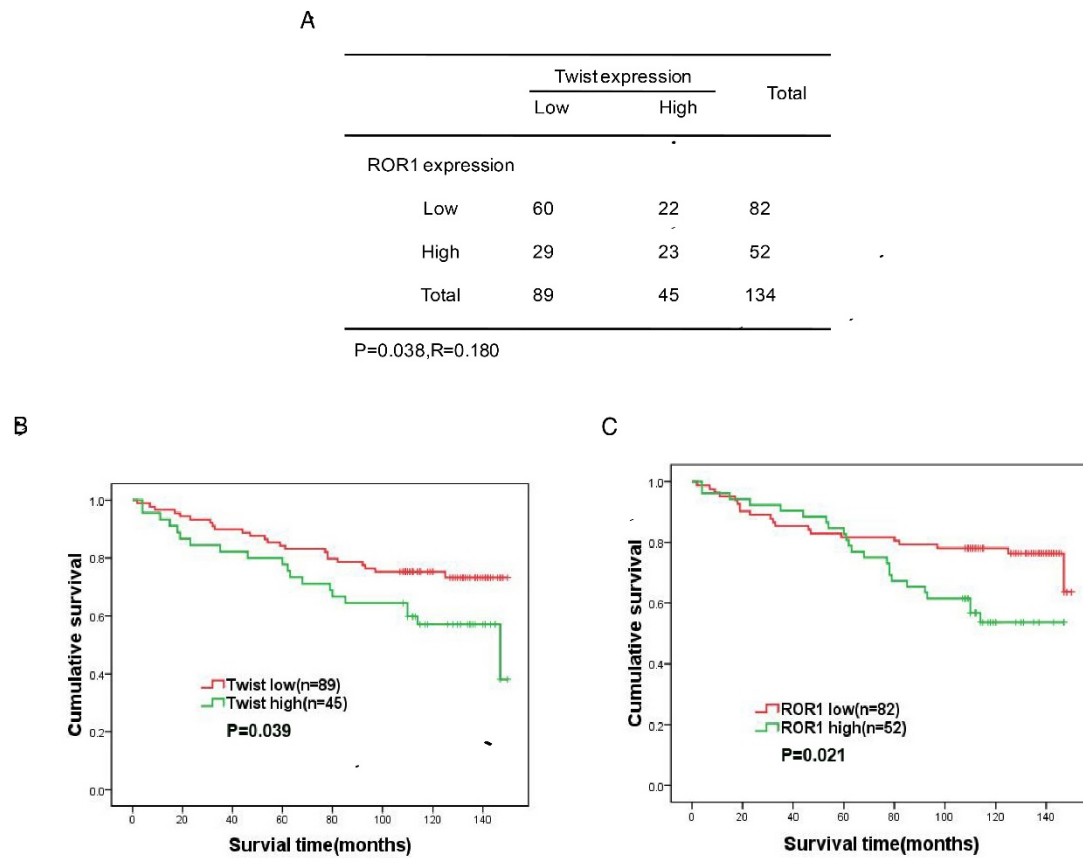 A
Twist expression
Total
Low High
ROR1 expression
Low 60 22 82
High 29 23 52
Total 89 45 134
P=0.038,R=0.180
B
Cumulative survival
1.0
0.8
0.6
0.4
0.2
0.0
Twist low(n=89)
Twist high(n=45)
P=0.039
0 20 40 60 80 100 120 140
Survial time(months)
C
Cumulative survival
1.0
0.8
0.6
0.4
0.2
0.0
ROR1 low(n=82)
ROR1 high(n=52)
P=0.021
0 20 40 60 80 100 120 140
Survival time(months)